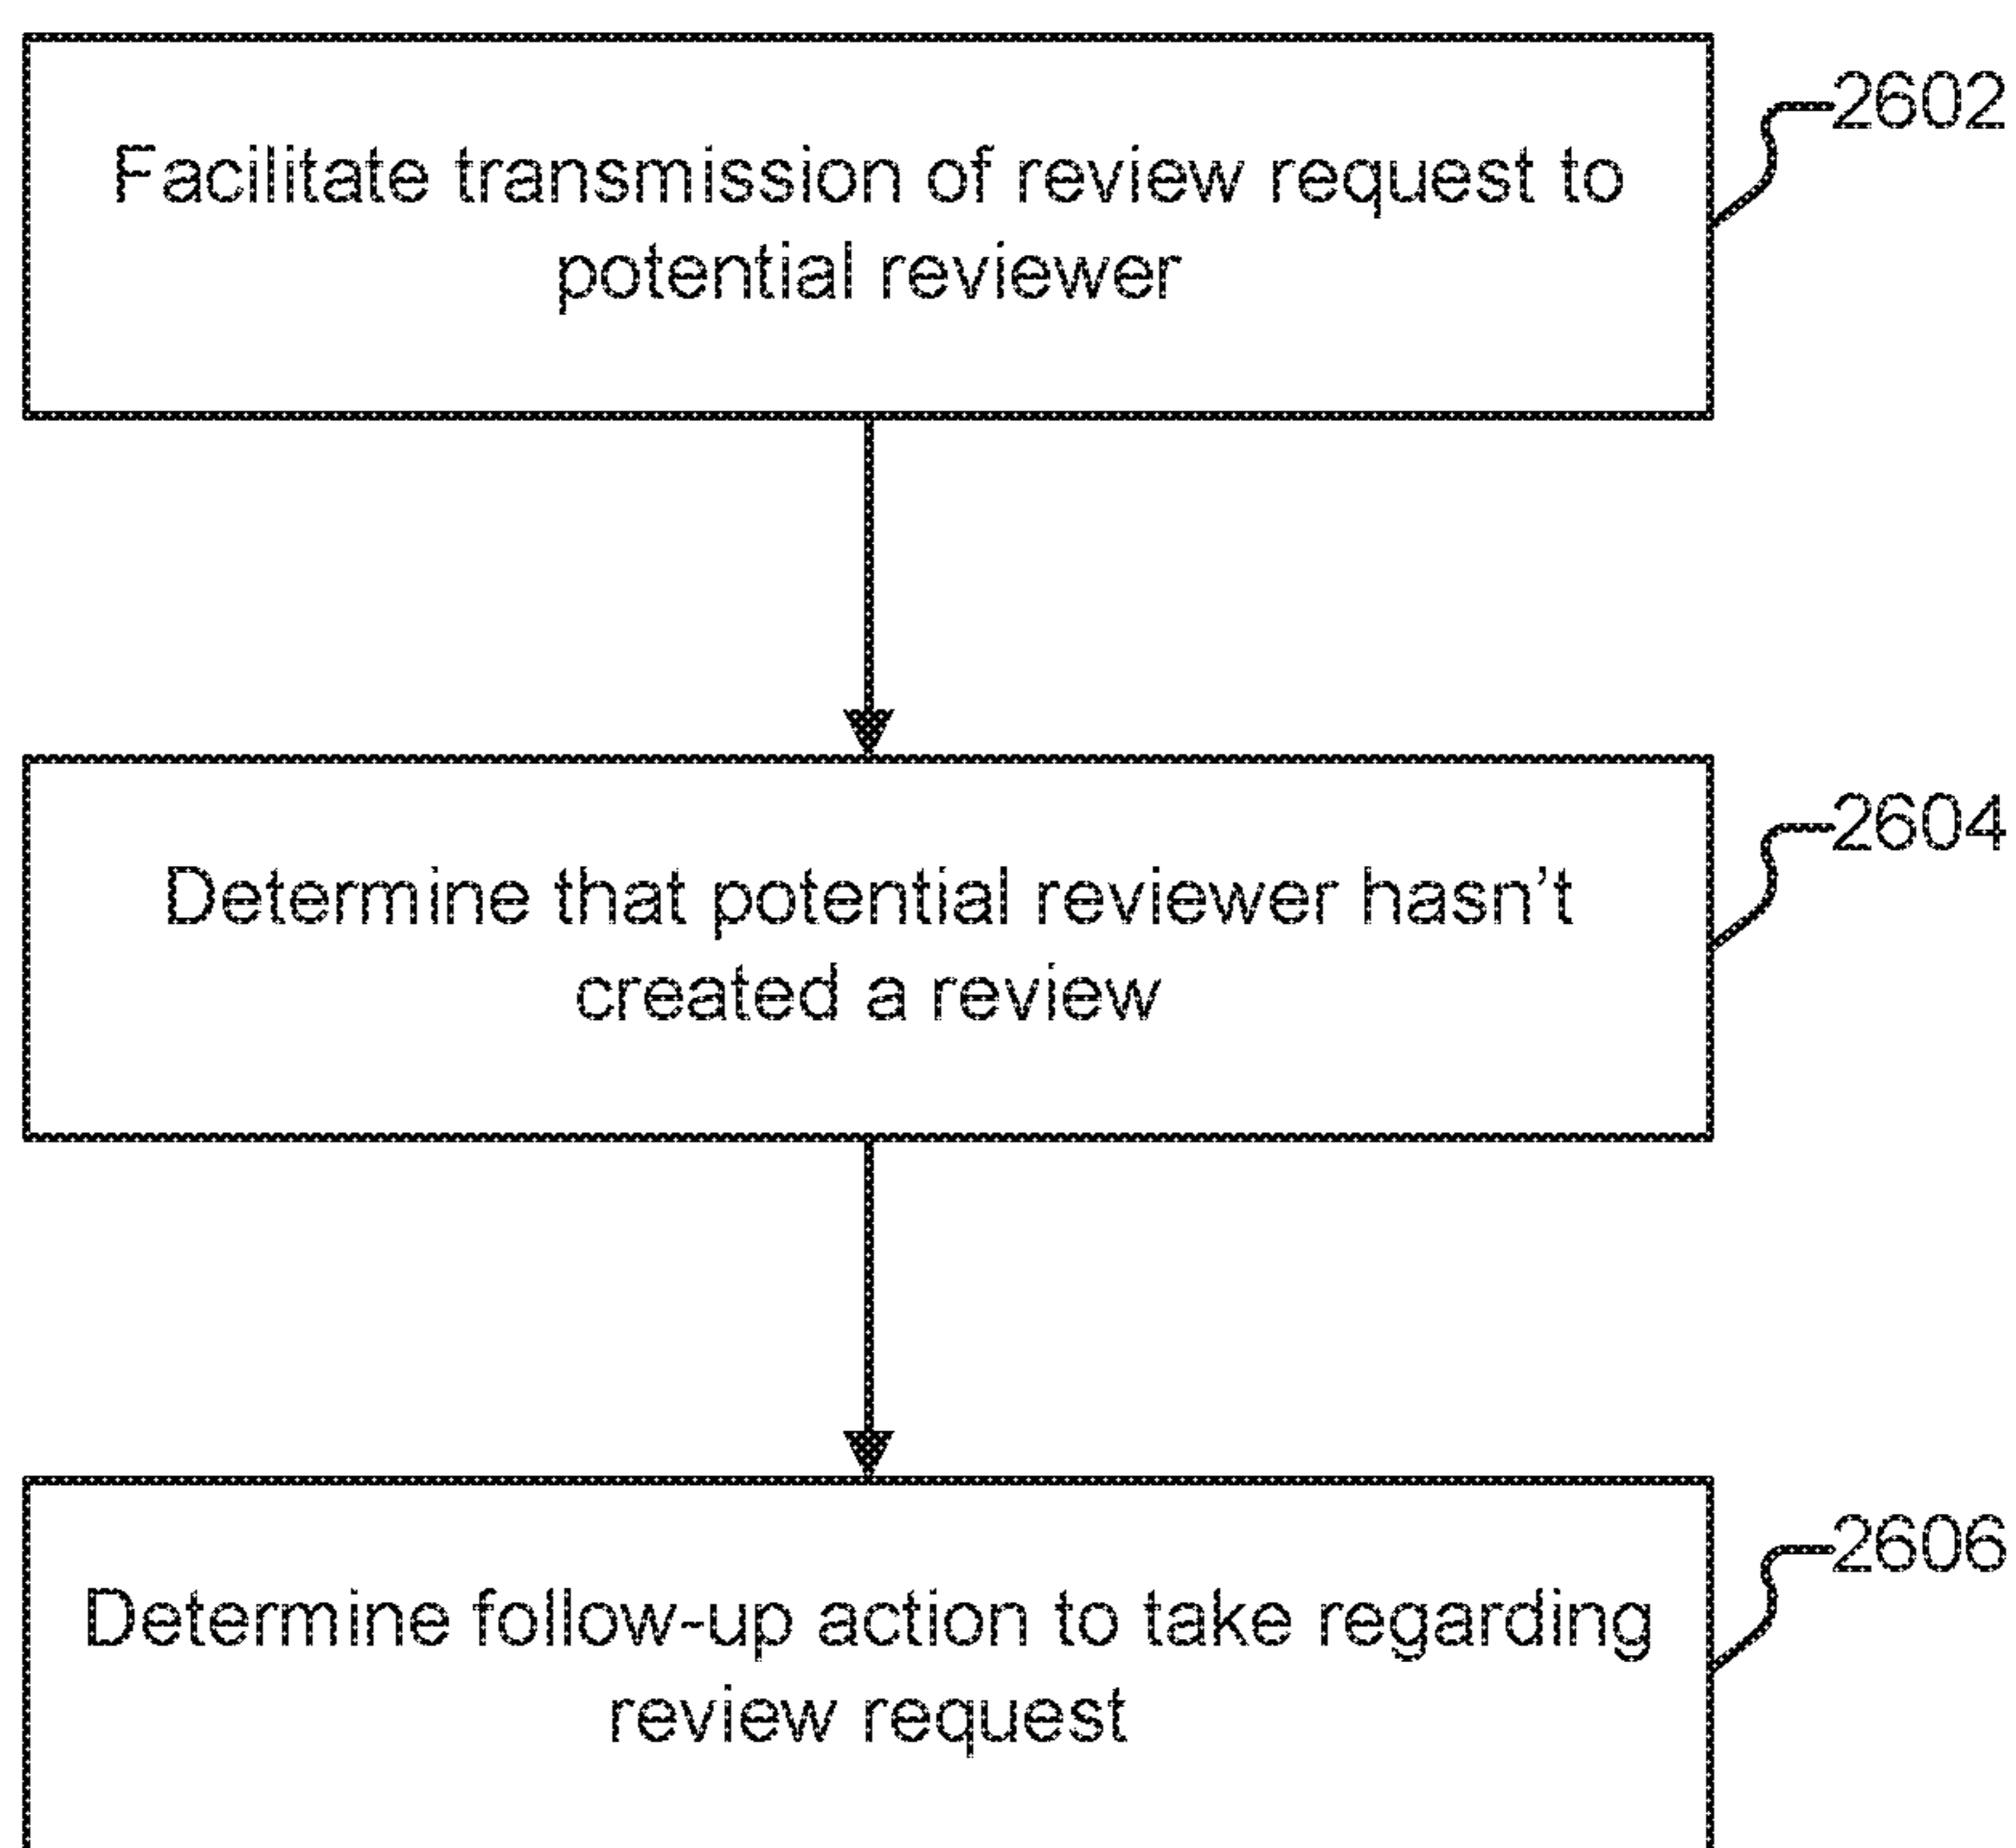 2602
Facilitate transmission of review request to
potential reviewer
2604
Determine that potential reviewer hasn't
created a review
2606
Determine follow-up action to take regarding
review request